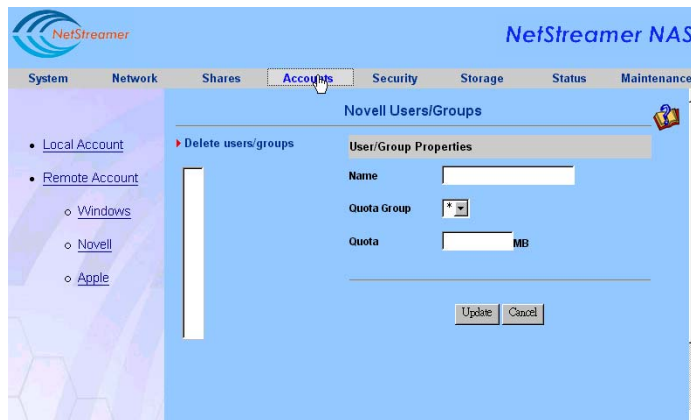 NetStreamer
NetStreamer NAS
System Network Shares Accounts Security Storage Status Maintenance
Novell Users/Groups
Local Account
Remote Account
Windows
Novell
Apple
Delete users/groups
User/Group Properties
Name
Quota Group *
Quota MB
Update Cancel